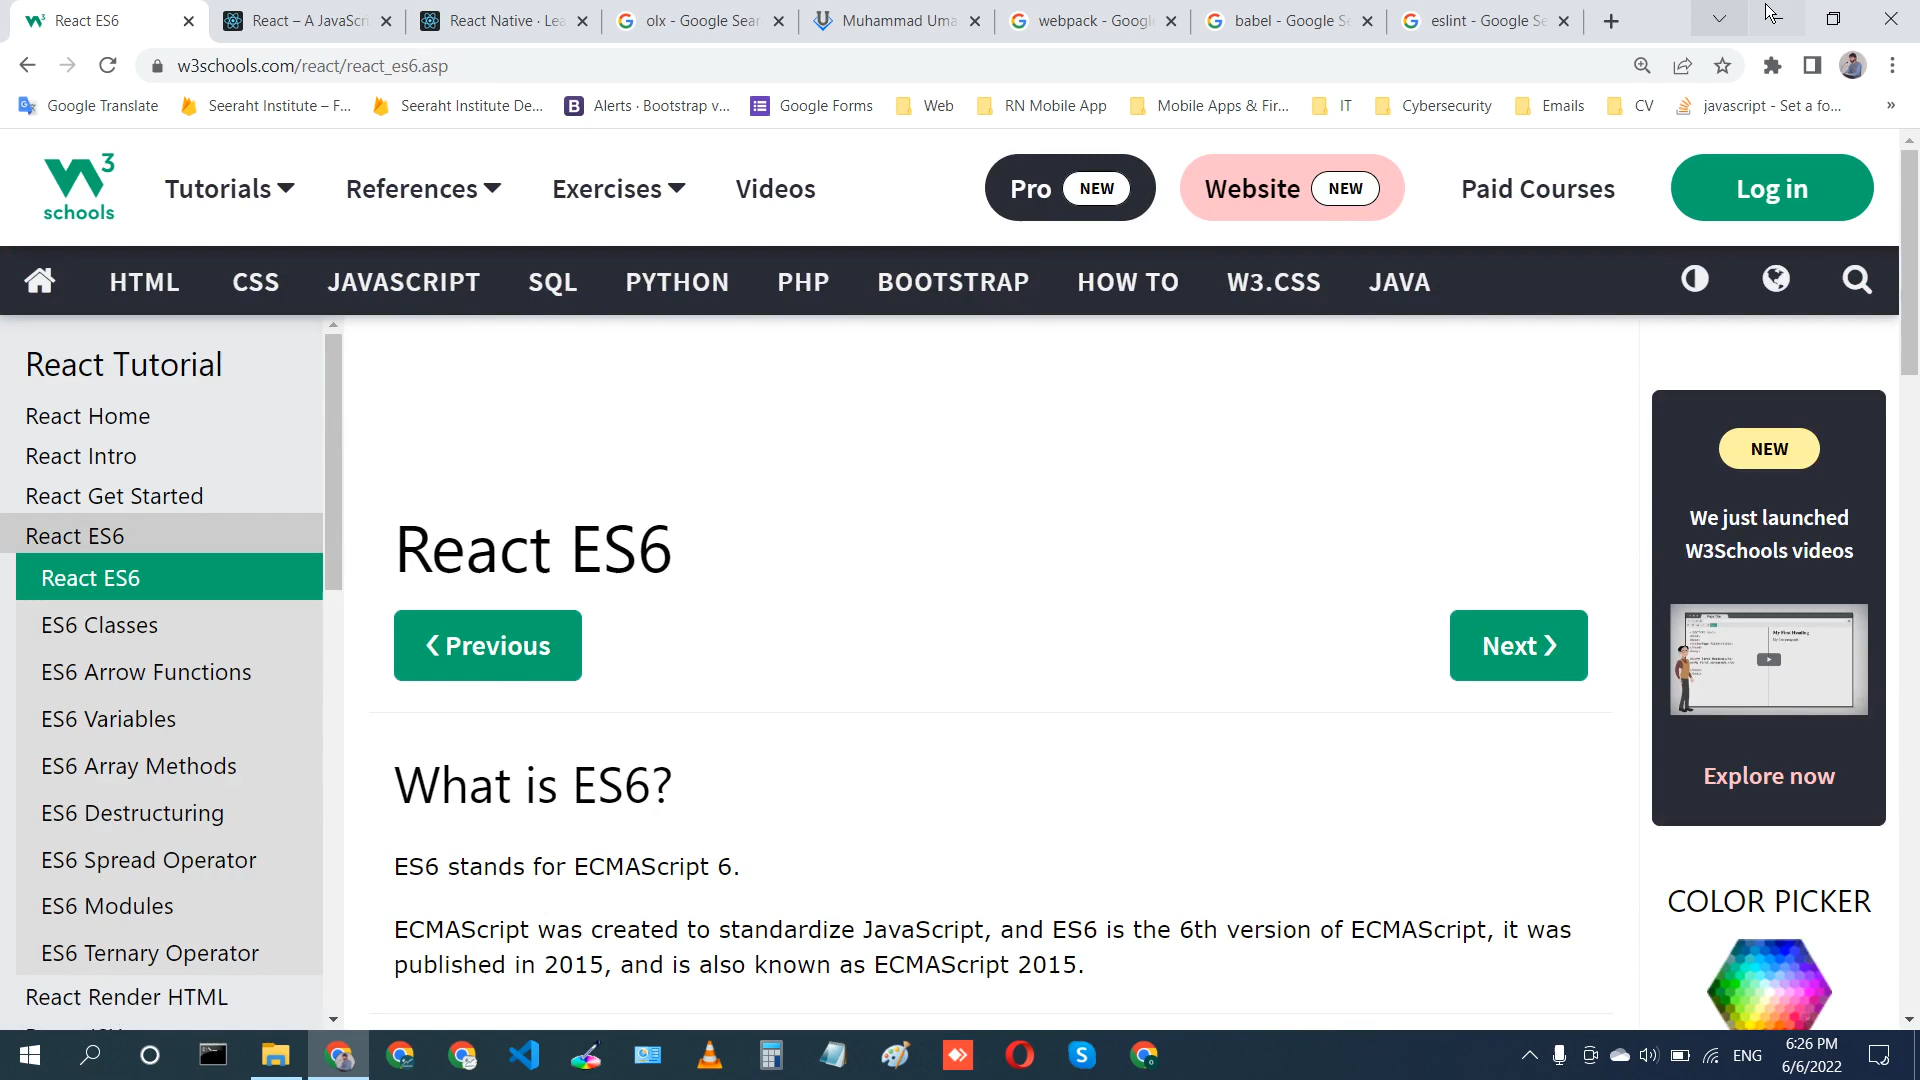 React ES6
React – A JavaScri
React Native · Lea
olx - Google Sear
Muhammad Uma
webpack - Googl
babel - Google Se
eslint - Google Se
w3schools.com/react/react_es6.asp
Google Translate
Seeraht Institute – F...
Seeraht Institute De...
Alerts · Bootstrap v...
Google Forms
Web
RN Mobile App
Mobile Apps & Fir...
IT
Cybersecurity
Emails
CV
javascript - Set a fo...
»
W3 schools
Tutorials
References
Exercises
Videos
Pro NEW
Website NEW
Paid Courses
Log in
HTML
CSS
JAVASCRIPT
SQL
PYTHON
PHP
BOOTSTRAP
HOW TO
W3.CSS
JAVA
React Tutorial
React Home
React Intro
React Get Started
React ES6
React ES6
ES6 Classes
ES6 Arrow Functions
ES6 Variables
ES6 Array Methods
ES6 Destructuring
ES6 Spread Operator
ES6 Modules
ES6 Ternary Operator
React Render HTML
React ES6
❮ Previous
Next ❯
What is ES6?
ES6 stands for ECMAScript 6.
ECMAScript was created to standardize JavaScript, and ES6 is the 6th version of ECMAScript, it was
published in 2015, and is also known as ECMAScript 2015.
NEW
We just launched
W3Schools videos
Explore now
COLOR PICKER
ENG
6:26 PM
6/6/2022